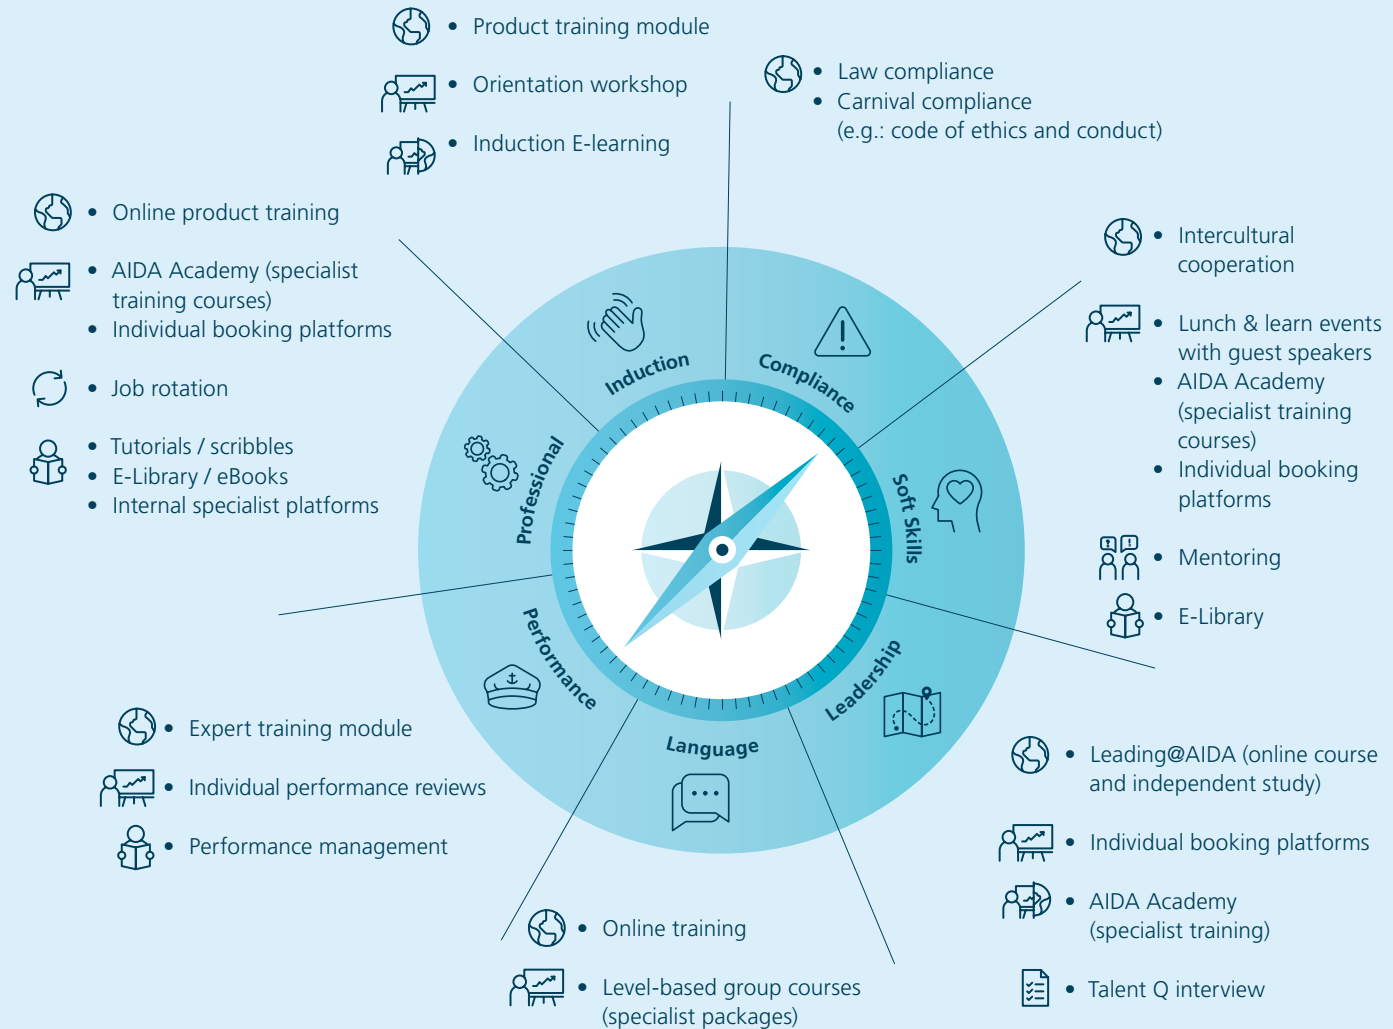 • Product training module
• Orientation workshop
• Induction E-learning
• Law compliance
• Carnival compliance
(e.g.: code of ethics and conduct)
• Online product training
• AIDA Academy (specialist
training courses)
• Individual booking platforms
• Job rotation
• Tutorials / scribbles
• E-Library / eBooks
• Internal specialist platforms
• Intercultural
cooperation
• Lunch & learn events
with guest speakers
• AIDA Academy
(specialist training
courses)
• Individual booking
platforms
• Mentoring
• E-Library
Induction
Compliance
Professional
Soft Skills
Performance
Leadership
Language
• Expert training module
• Individual performance reviews
• Performance management
• Online training
• Level-based group courses
(specialist packages)
• Leading@AIDA (online course
and independent study)
• Individual booking platforms
• AIDA Academy
(specialist training)
• Talent Q interview